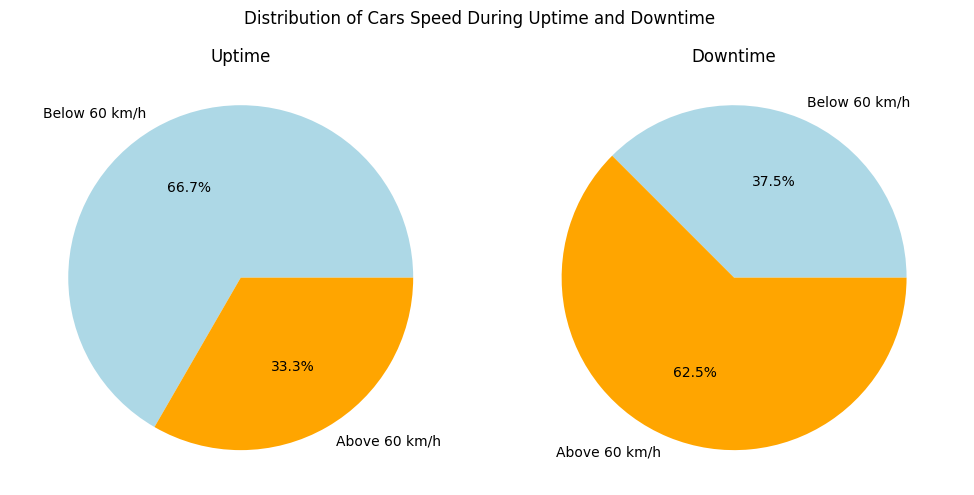 Distribution of Cars Speed During Uptime and Downtime
Uptime
Below 60 km/h
66.7%
33.3%
Above 60 km/h
Downtime
Below 60 km/h
37.5%
62.5%
Above 60 km/h